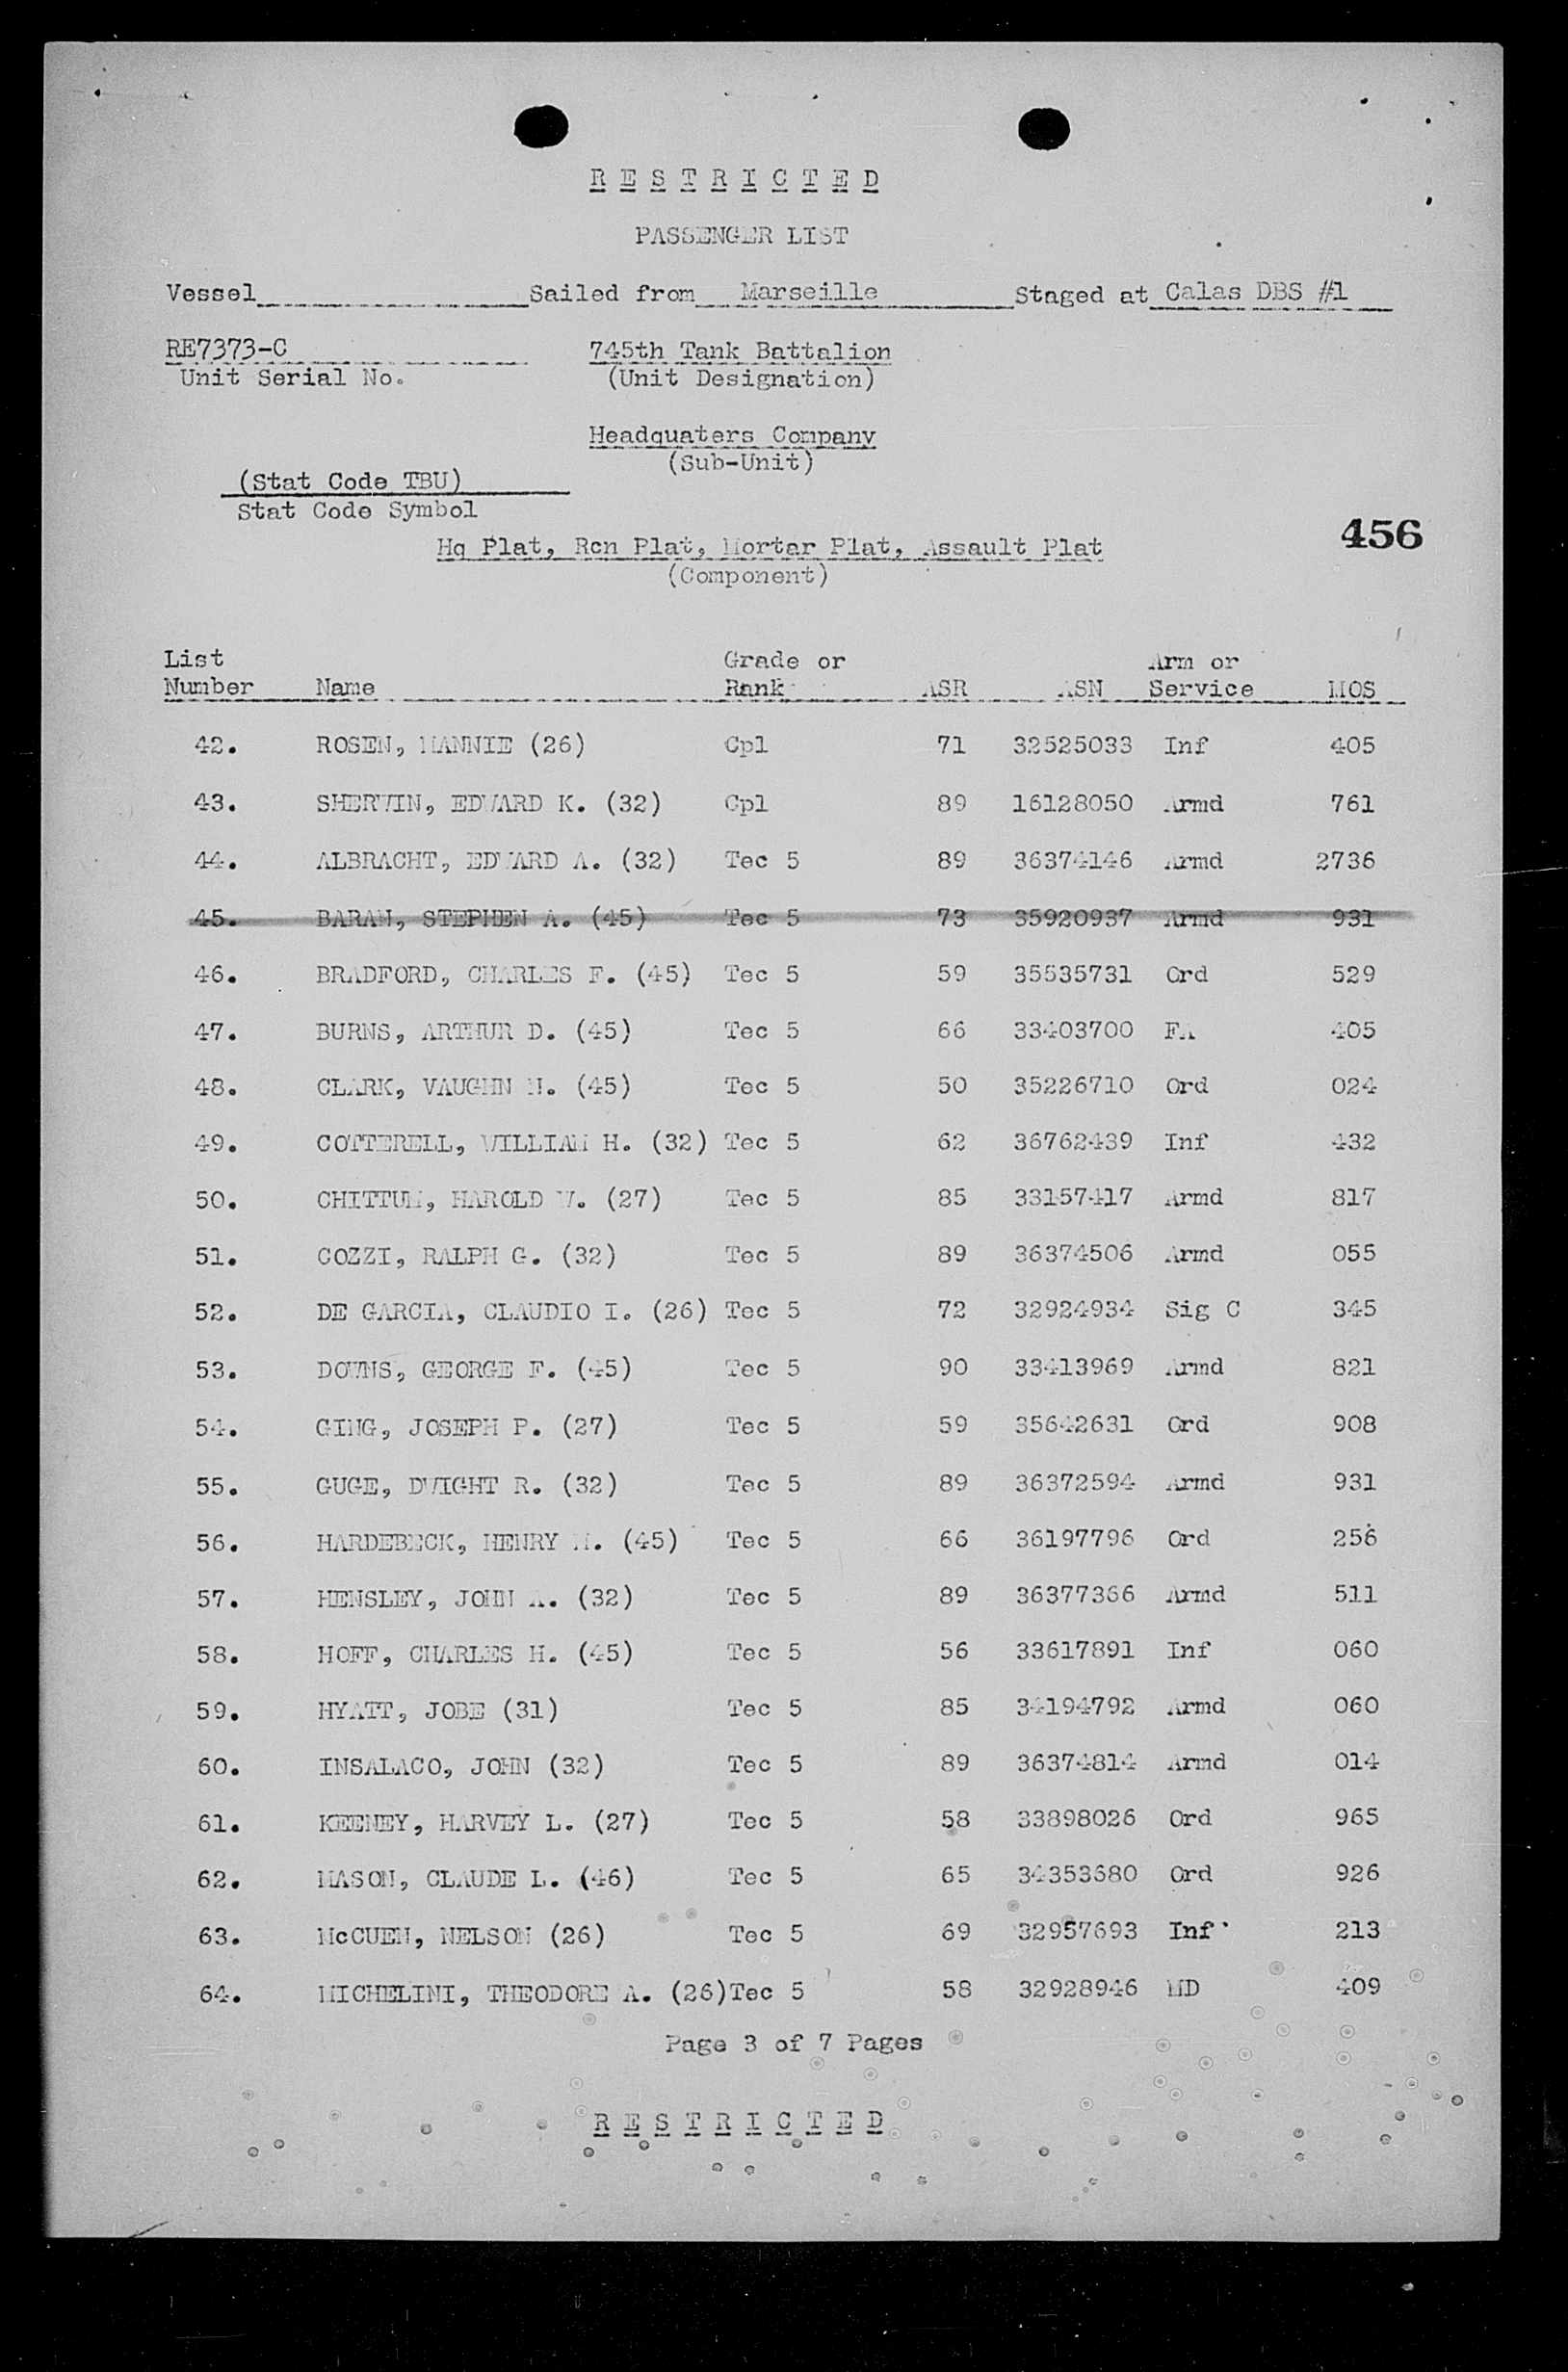 R E S T R I C T E D
PASSENGER LIST
Vessel Sailed from Marseille Staged at Calas DBS #1
RE7373-C 745th Tank Battalion
Unit Serial No. (Unit Designation)
Headquaters Company
(Sub-Unit)
(Stat Code TBU)
Stat Code Symbol
456
Hq Plat, Rcn Plat, Mortar Plat, Assault Plat
(Component)
List Grade or Arm or
Number Name Rank ASR ASN Service MOS
42. ROSEN, MANNIE (26) Cpl 71 32525033 Inf 405
43. SHERWIN, EDWARD K. (32) Cpl 89 16128050 Armd 761
44. ALBRACHT, EDWARD A. (32) Tec 5 89 36374146 Armd 2736
45. BARAN, STEPHEN A. (45) Tec 5 73 35920937 Armd 931
46. BRADFORD, CHARLES F. (45) Tec 5 59 35535731 Ord 529
47. BURNS, ARTHUR D. (45) Tec 5 66 33403700 FA 405
48. CLARK, VAUGHN (45) Tec 5 50 35226710 Ord 024
49. COTTERELL, WILLIAM H. (32) Tec 5 62 36762439 Inf 432
50. CHITTUM, HAROLD W. (27) Tec 5 85 33157417 Armd 817
51. COZZI, RALPH G. (32) Tec 5 89 36374506 Armd 055
52. DE GARCIA, CLAUDIO I. (26) Tec 5 72 32924934 Sig C 345
53. DOWNS, GEORGE F. (45) Tec 5 90 33413969 Armd 821
54. GING, JOSEPH P. (27) Tec 5 59 35642631 Ord 908
55. GUGE, DWIGHT R. (32) Tec 5 89 36372594 Armd 931
56. HARDEBECK, HENRY M. (45) Tec 5 66 36197796 Ord 256
57. HENSLEY, JOHN A. (32) Tec 5 89 36377366 Armd 511
58. HOFF, CHARLES H. (45) Tec 5 56 33617891 Inf 060
59. HYATT, JOBE (31) Tec 5 85 34194792 Armd 060
60. INSALACO, JOHN (32) Tec 5 89 36374814 Armd 014
61. KEENEY, HARVEY L. (27) Tec 5 58 33898026 Ord 965
62. MASON, CLAUDE L. (46) Tec 5 65 34353680 Ord 926
63. McCUEN, NELSON (26) Tec 5 69 32957693 Inf 213
64. MICHELINI, THEODORE A. (26) Tec 5 58 32928946 MD 409
Page 3 of 7 Pages
R E S T R I C T E D